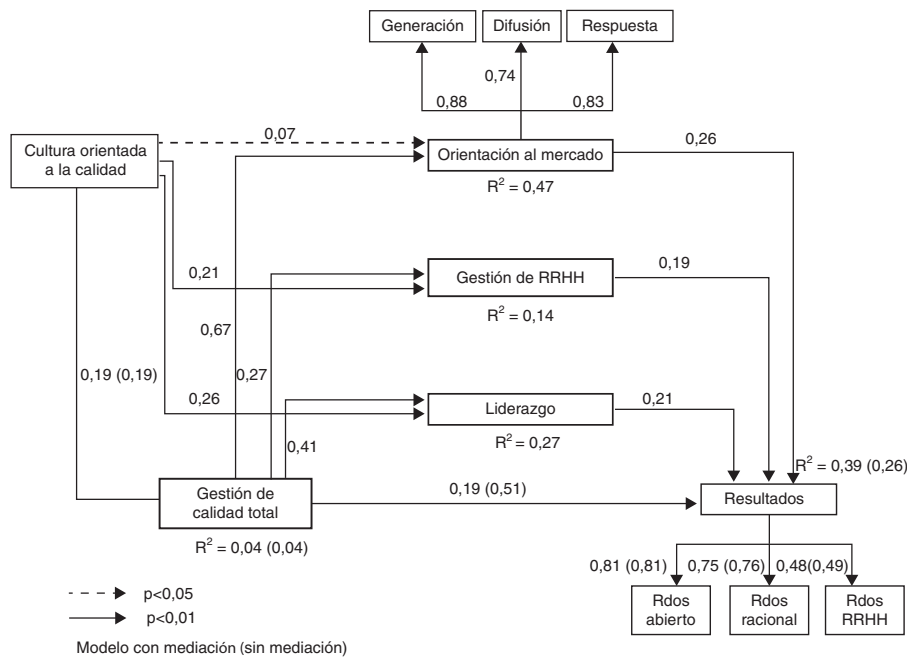 Generación
Difusión
Respuesta
0,74
0,88
0,83
Cultura orientada
a la calidad
0,07
Orientación al mercado
0,26
R² = 0,47
0,21
Gestión de RRHH
0,19
R² = 0,14
0,67
0,19 (0,19)
0,27
0,26
Liderazgo
0,21
R² = 0,27
0,41
R² = 0,39 (0,26)
Gestión de
calidad total
0,19 (0,51)
Resultados
R² = 0,04 (0,04)
0,81 (0,81)
0,75 (0,76)
0,48(0,49)
Rdos
abierto
Rdos
racional
Rdos
RRHH
p<0,05
p<0,01
Modelo con mediación (sin mediación)